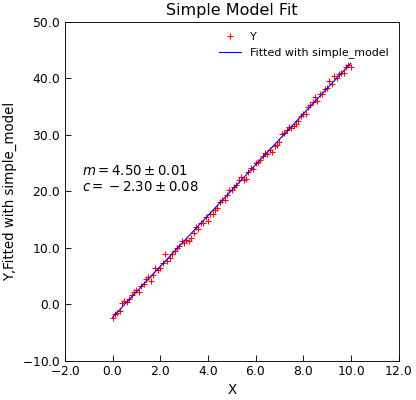 Simple Model Fit
Y
Fitted with simple_model
50.0
40.0
30.0
20.0
10.0
0.0
−10.0
Y,Fitted with simple_model
m = 4.50 ± 0.01
c = −2.30 ± 0.08
−2.0 0.0 2.0 4.0 6.0 8.0 10.0 12.0
X